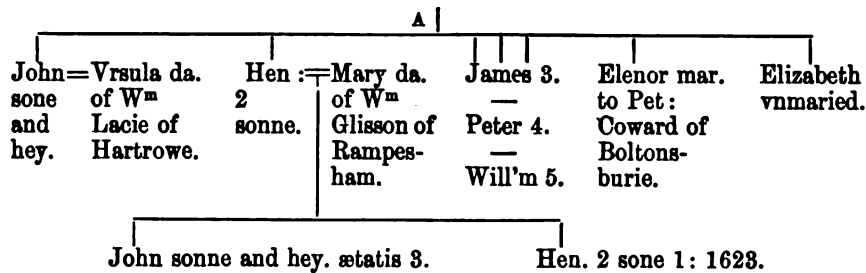 A
John=Vrsula da. Hen :=Mary da. James 3. Elenor mar. Elizabeth
sone of Wm 2 of Wm — to Pet : vnmaried.
and Lacie of sonne. Glisson of Peter 4. Coward of
hey. Hartrowe. Rampes- — Boltons-
ham. Will'm 5. burie.
John sonne and hey. ætatis 3. Hen. 2 sone 1 : 1623.